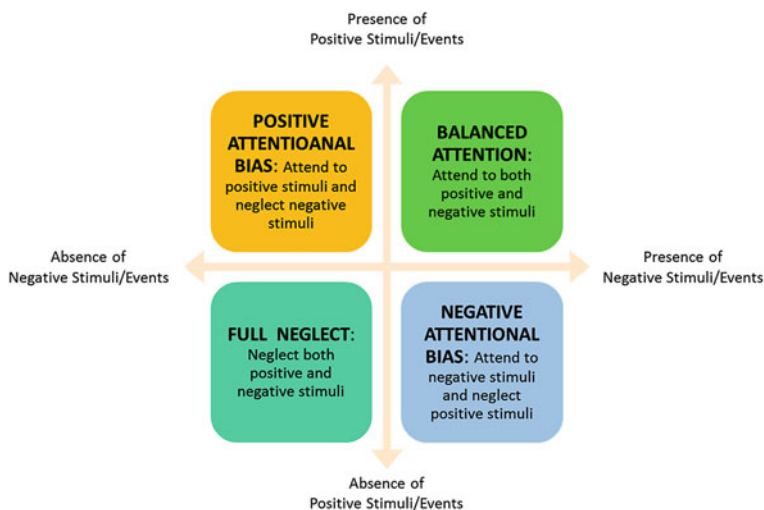 Presence of
Positive Stimuli/Events
POSITIVE
ATTENTIOANAL
BIAS: Attend to
positive stimuli and
neglect negative
stimuli
BALANCED
ATTENTION:
Attend to both
positive and
negative stimuli
Absence of
Negative Stimuli/Events
Presence of
Negative Stimuli/Events
FULL NEGLECT:
Neglect both
positive and
negative stimuli
NEGATIVE
ATTENTIONAL
BIAS: Attend to
negative stimuli
and neglect
positive stimuli
Absence of
Positive Stimuli/Events